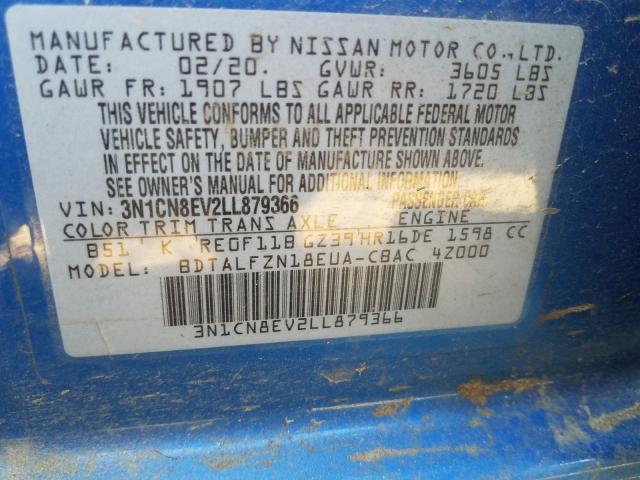 MANUFACTURED BY NISSAN MOTOR CO.,LTD.
DATE: 02/20. GVWR: 3605 LBS
GAWR FR: 1907 LBS GAWR RR: 1720 LBS
THIS VEHICLE CONFORMS TO ALL APPLICABLE FEDERAL MOTOR
VEHICLE SAFETY, BUMPER AND THEFT PREVENTION STANDARDS
IN EFFECT ON THE DATE OF MANUFACTURE SHOWN ABOVE.
SEE OWNER'S MANUAL FOR ADDITIONAL INFORMATION.
VIN: 3N1CN8EV2LL879366 PASSENGER CAR
COLOR TRIM TRANS AXLE ENGINE
B51 K RE0F11B GZ39 HR16DE 1598 CC
MODEL: BDTALFZN18EUA-CBAC 4Z000
3N1CN8EV2LL879366